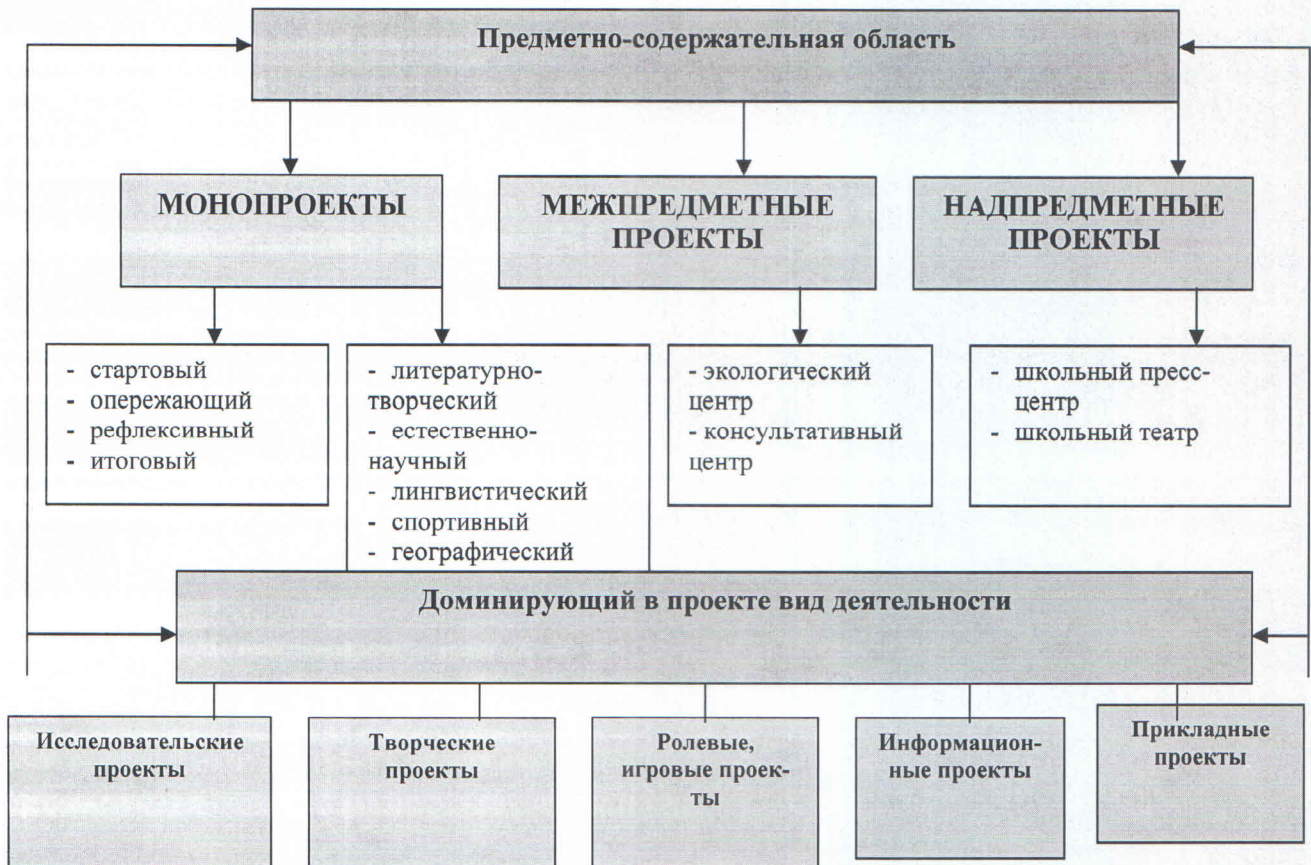 Предметно-содержательная область
МОНОПРОЕКТЫ
МЕЖПРЕДМЕТНЫЕ
ПРОЕКТЫ
НАДПРЕДМЕТНЫЕ
ПРОЕКТЫ
- стартовый
- опережающий
- рефлексивный
- итоговый
- литературно-
творческий
- естественно-
научный
- лингвистический
- спортивный
- географический
- экологический
центр
- консультативный
центр
- школьный пресс-
центр
- школьный театр
Доминирующий в проекте вид деятельности
Исследовательские
проекты
Творческие
проекты
Ролевые,
игровые проек-
ты
Информацион-
ные проекты
Прикладные
проекты